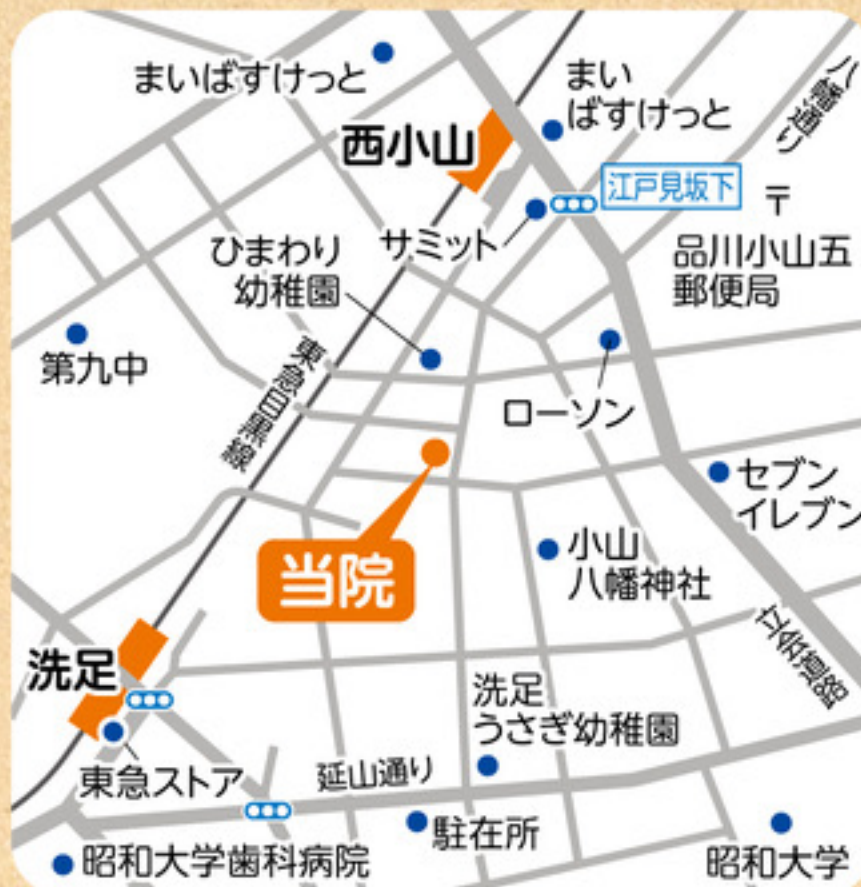 まいばすけっと
まい
ばすけっと
八幡通り
西小山
江戸見坂下
〒
品川小山五
郵便局
サミット
ひまわり
幼稚園
第九中
東急目黒線
ローソン
セブン
イレブン
当院
小山
八幡神社
立会道路
洗足
洗足
うさぎ幼稚園
東急ストア
延山通り
駐在所
昭和大学歯科病院
昭和大学